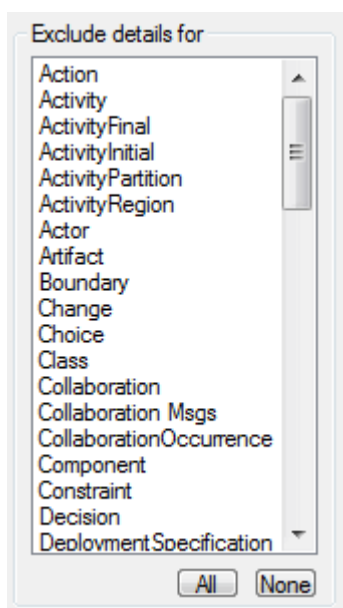 Exclude details for
Action
Activity
ActivityFinal
ActivityInitial
ActivityPartition
ActivityRegion
Actor
Artifact
Boundary
Change
Choice
Class
Collaboration
Collaboration Msgs
CollaborationOccurrence
Component
Constraint
Decision
DeploymentSpecification
All None